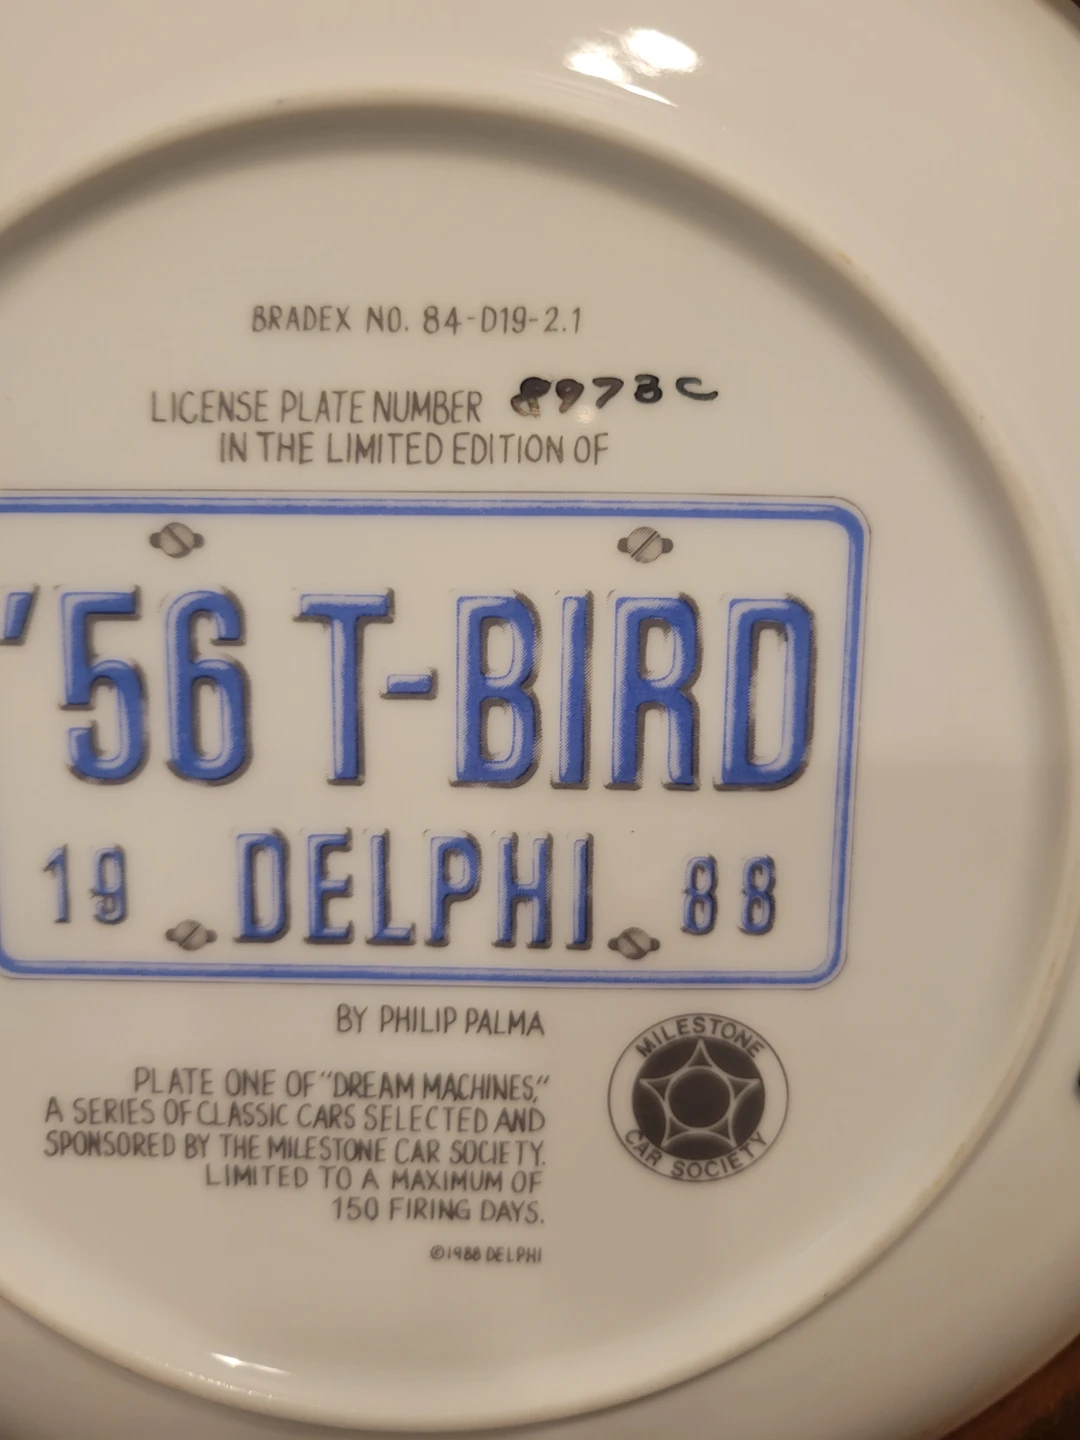 BRADEX NO. 84-D19-2.1
LICENSE PLATE NUMBER 8973C
IN THE LIMITED EDITION OF
'56 T-BIRD
19 DELPHI 88
BY PHILIP PALMA
PLATE ONE OF "DREAM MACHINES,"
A SERIES OF CLASSIC CARS SELECTED AND
SPONSORED BY THE MILESTONE CAR SOCIETY.
LIMITED TO A MAXIMUM OF
150 FIRING DAYS.
©1988 DELPHI
MILESTONE
CAR SOCIETY